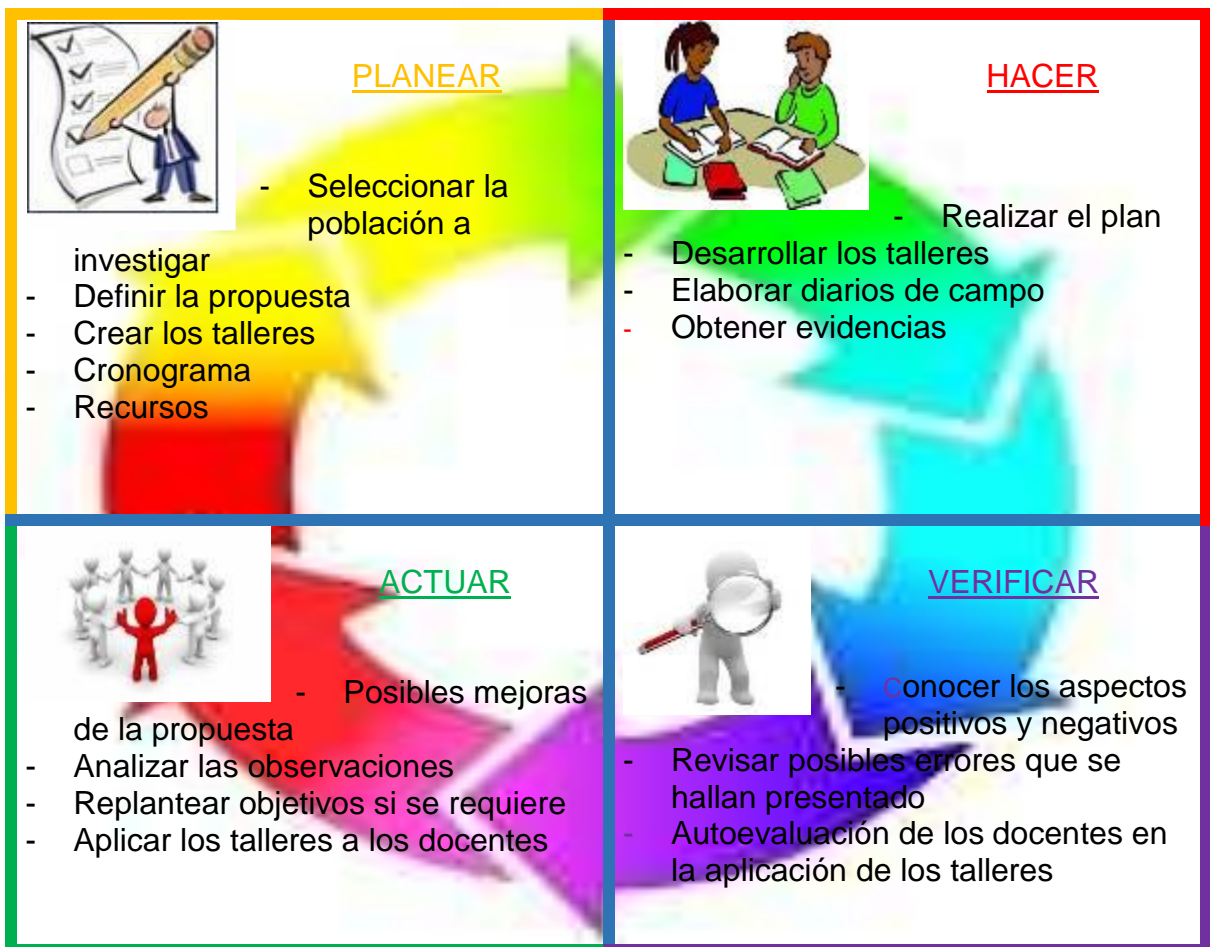 PLANEAR
- Seleccionar la
población a
investigar
- Definir la propuesta
- Crear los talleres
- Cronograma
- Recursos
HACER
- Realizar el plan
- Desarrollar los talleres
- Elaborar diarios de campo
- Obtener evidencias
ACTUAR
- Posibles mejoras
de la propuesta
- Analizar las observaciones
- Replantear objetivos si se requiere
- Aplicar los talleres a los docentes
VERIFICAR
- Conocer los aspectos
positivos y negativos
- Revisar posibles errores que se
hallan presentado
- Autoevaluación de los docentes en
la aplicación de los talleres